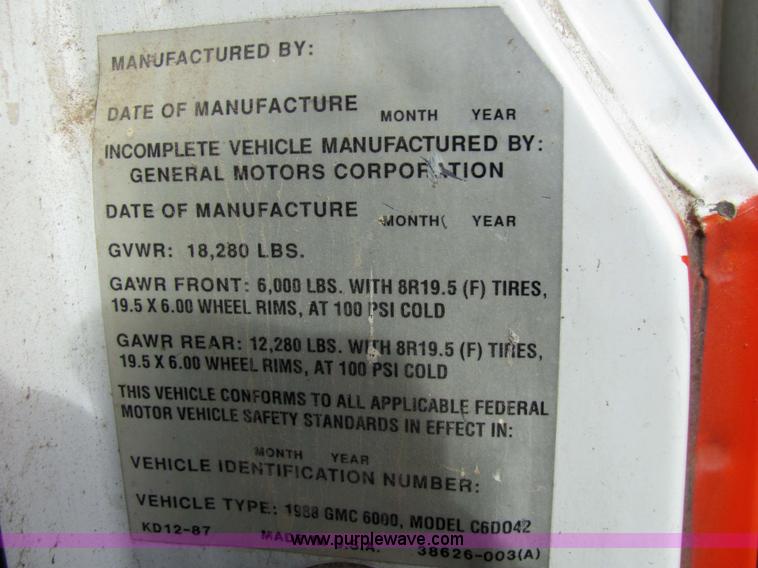 MANUFACTURED BY:
DATE OF MANUFACTURE MONTH YEAR
INCOMPLETE VEHICLE MANUFACTURED BY:
GENERAL MOTORS CORPORATION
DATE OF MANUFACTURE MONTH YEAR
GVWR: 18,280 LBS.
GAWR FRONT: 6,000 LBS. WITH 8R19.5 (F) TIRES,
19.5 X 6.00 WHEEL RIMS, AT 100 PSI COLD
GAWR REAR: 12,280 LBS. WITH 8R19.5 (F) TIRES,
19.5 X 6.00 WHEEL RIMS, AT 100 PSI COLD
THIS VEHICLE CONFORMS TO ALL APPLICABLE FEDERAL
MOTOR VEHICLE SAFETY STANDARDS IN EFFECT IN:
MONTH YEAR
VEHICLE IDENTIFICATION NUMBER:
VEHICLE TYPE: 1988 GMC 6000, MODEL C6D042
KD12-87 38626-003(A)
www.purplewave.com